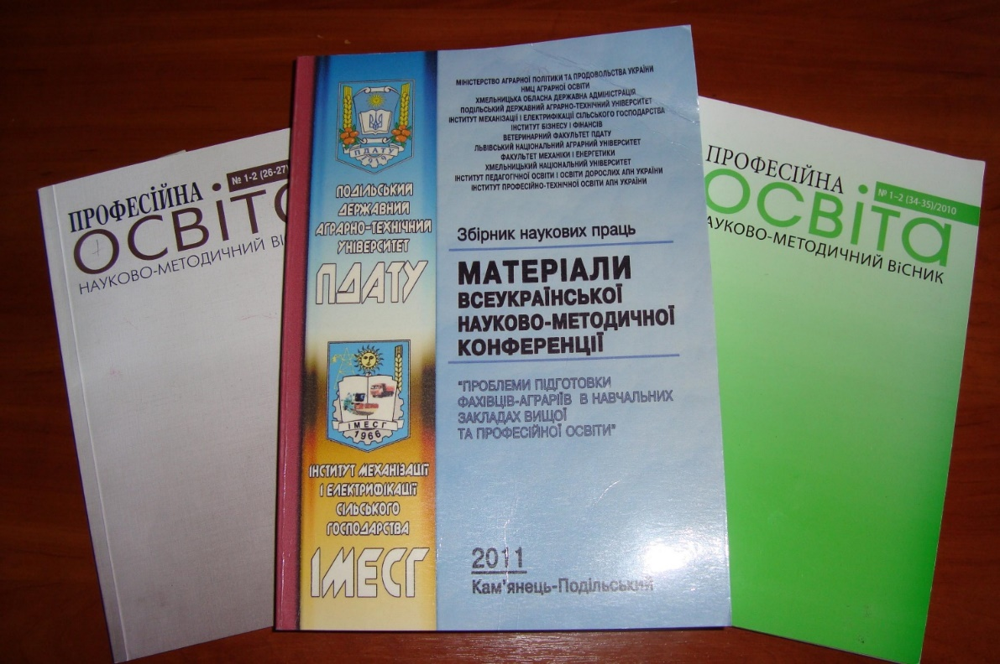 ПРОФЕСІЙНА
№ 1-2 (26-27)
ОСВіта
НАУКОВО-МЕТОДИЧНИЙ
ПДАТУ
1919
ПОДІЛЬСЬКИЙ
ДЕРЖАВНИЙ
АГРАРНО-ТЕХНІЧНИЙ
УНІВЕРСИТЕТ
ПДАТУ
ІМЕСГ
1966
ІНСТИТУТ МЕХАНІЗАЦІЇ
І ЕЛЕКТРИФІКАЦІЇ
СІЛЬСЬКОГО
ГОСПОДАРСТВА
ІМЕСГ
МІНІСТЕРСТВО АГРАРНОЇ ПОЛІТИКИ ТА ПРОДОВОЛЬСТВА УКРАЇНИ
НМЦ АГРАРНОЇ ОСВІТИ
ХМЕЛЬНИЦЬКА ОБЛАСНА ДЕРЖАВНА АДМІНІСТРАЦІЯ
ПОДІЛЬСЬКИЙ ДЕРЖАВНИЙ АГРАРНО-ТЕХНІЧНИЙ УНІВЕРСИТЕТ
ІНСТИТУТ МЕХАНІЗАЦІЇ І ЕЛЕКТРИФІКАЦІЇ СІЛЬСЬКОГО ГОСПОДАРСТВА
ІНСТИТУТ БІЗНЕСУ І ФІНАНСІВ
ВЕТЕРИНАРНИЙ ФАКУЛЬТЕТ ПДАТУ
ЛЬВІВСЬКИЙ НАЦІОНАЛЬНИЙ АГРАРНИЙ УНІВЕРСИТЕТ
ФАКУЛЬТЕТ МЕХАНІКИ І ЕНЕРГЕТИКИ
ХМЕЛЬНИЦЬКИЙ НАЦІОНАЛЬНИЙ УНІВЕРСИТЕТ
ІНСТИТУТ ПЕДАГОГІЧНОЇ ОСВІТИ І ОСВІТИ ДОРОСЛИХ АПН УКРАЇНИ
ІНСТИТУТ ПРОФЕСІЙНО-ТЕХНІЧНОЇ ОСВІТИ АПН УКРАЇНИ
Збірник наукових праць
МАТЕРІАЛИ
ВСЕУКРАЇНСЬКОЇ
НАУКОВО-МЕТОДИЧНОЇ
КОНФЕРЕНЦІЇ
"ПРОБЛЕМИ ПІДГОТОВКИ
ФАХІВЦІВ-АГРАРІЇВ В НАВЧАЛЬНИХ
ЗАКЛАДАХ ВИЩОЇ
ТА ПРОФЕСІЙНОЇ ОСВІТИ"
2011
Кам'янець-Подільський
ПРОФЕСІЙНА
№ 1–2 (34-35)/2010
ОСВіта
АУКОВО-МЕТОДИЧНИЙ ВіСНИК